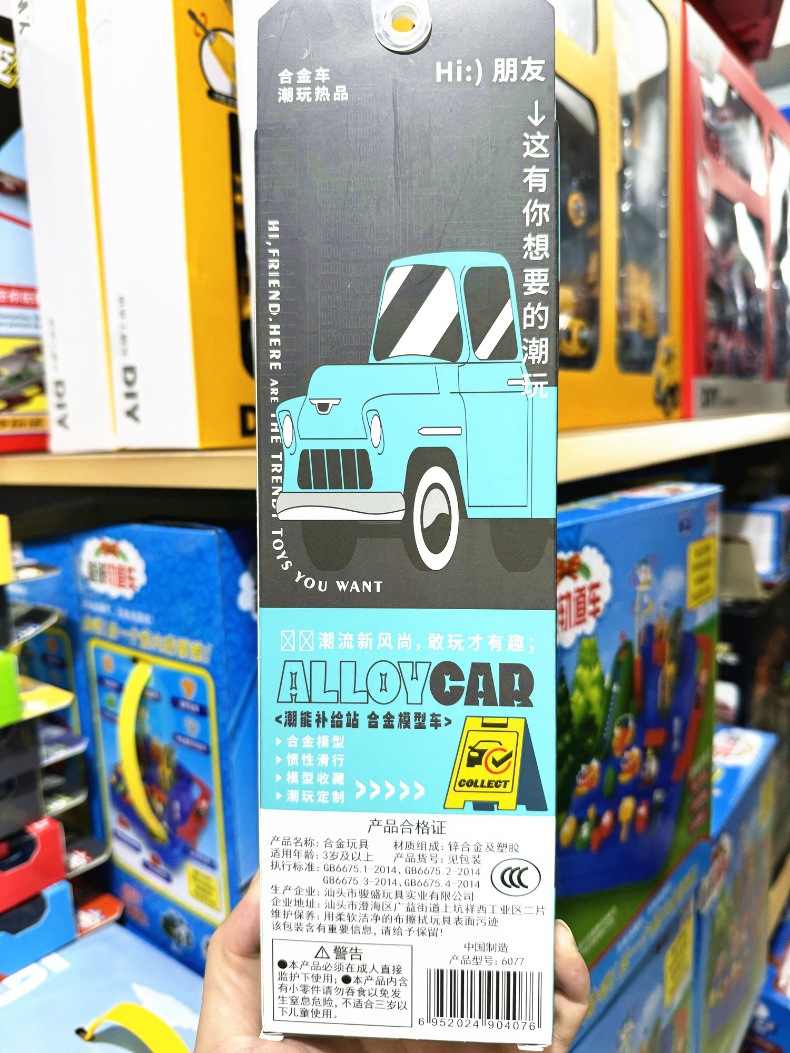 合金车
潮玩热品
Hi:) 朋友
↓这有你想要的潮玩
HI, FRIEND. HERE ARE THE TRENDY TOYS YOU WANT
潮流新风尚，敢玩才有趣；
ALLOYCAR
<潮能补给站 合金模型车>
▸合金模型
▸惯性滑行
▸模型收藏
▸潮玩定制 >>>>>
COLLECT
产品合格证
产品名称：合金玩具 材质组成：锌合金及塑胶
适用年龄：3岁及以上 产品货号：见包装
执行标准：GB6675.1-2014、GB6675.2-2014
GB6675.3-2014、GB6675.4-2014
CCC
生产企业：汕头市骏盛玩具实业有限公司
企业地址：汕头市澄海区广益街道上坑祥西工业区二片
维护保养：用柔软洁净的布擦拭玩具表面污迹
该包装含有重要信息，请给予保留！
⚠警告
●本产品必须在成人直接
监护下使用；●本产品内含
有小零件请勿吞食以免发
生窒息危险，不适合三岁以
下儿童使用。
中国制造
产品型号：6077
6 952024 904076
DIY
DIY
轨道车
轨道车